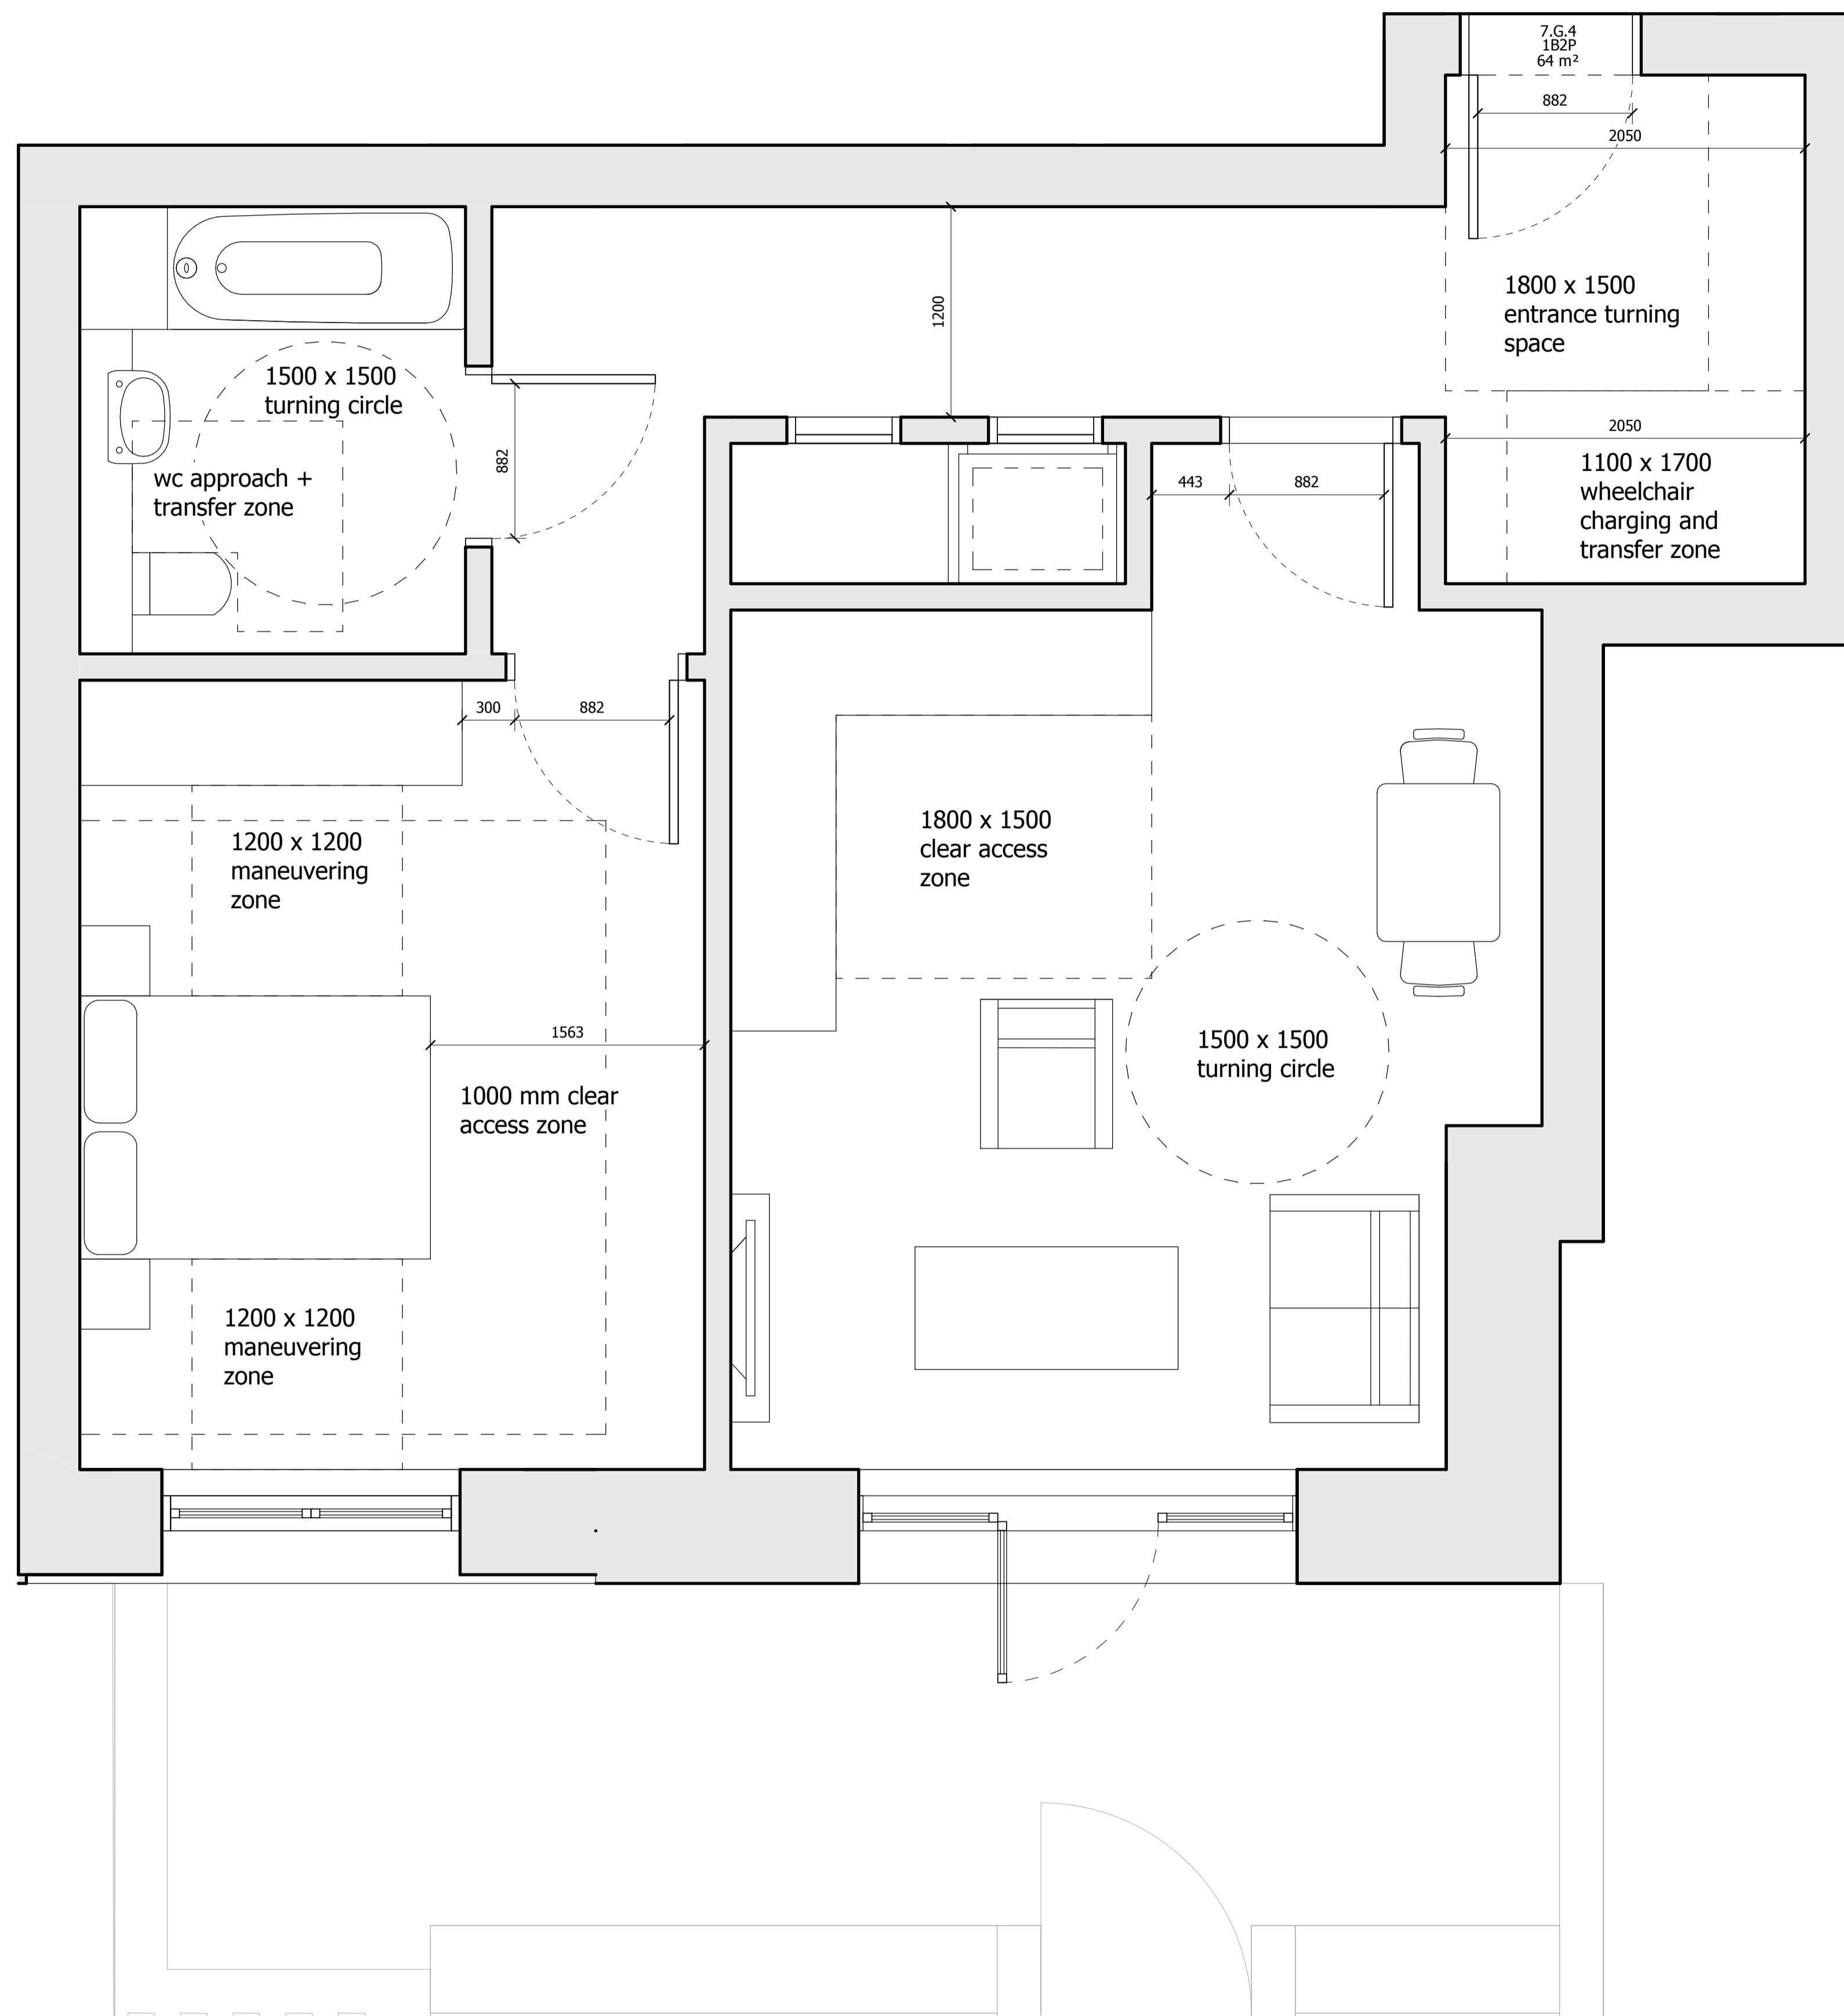 7.G.4
1B2P
64 m²
882
2050
1200
1800 x 1500
entrance turning
space
1500 x 1500
turning circle
882
wc approach +
transfer zone
443
882
2050
1100 x 1700
wheelchair
charging and
transfer zone
300
882
1200 x 1200
maneuvering
zone
1800 x 1500
clear access
zone
1563
1000 mm clear
access zone
1500 x 1500
turning circle
1200 x 1200
maneuvering
zone